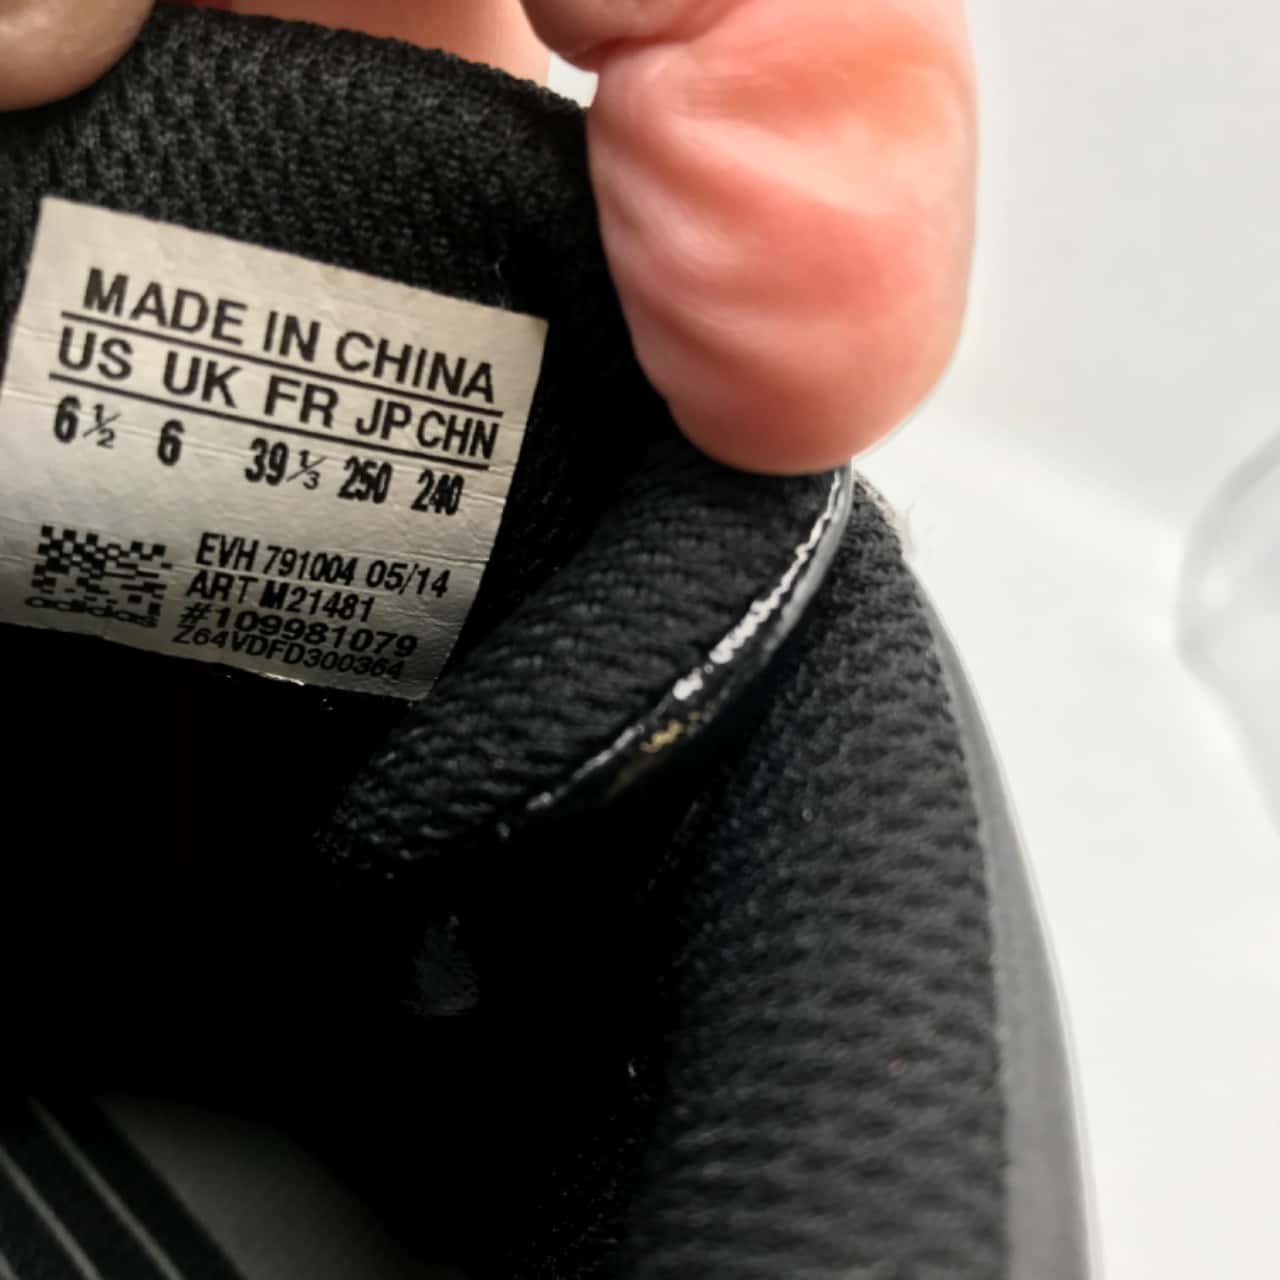 MADE IN CHINA
US UK FR JP CHN
6½ 6 39⅓ 250 240
EVH 791004 05/14
ART M21481
#109981079
Z64VDFD300364
adidas